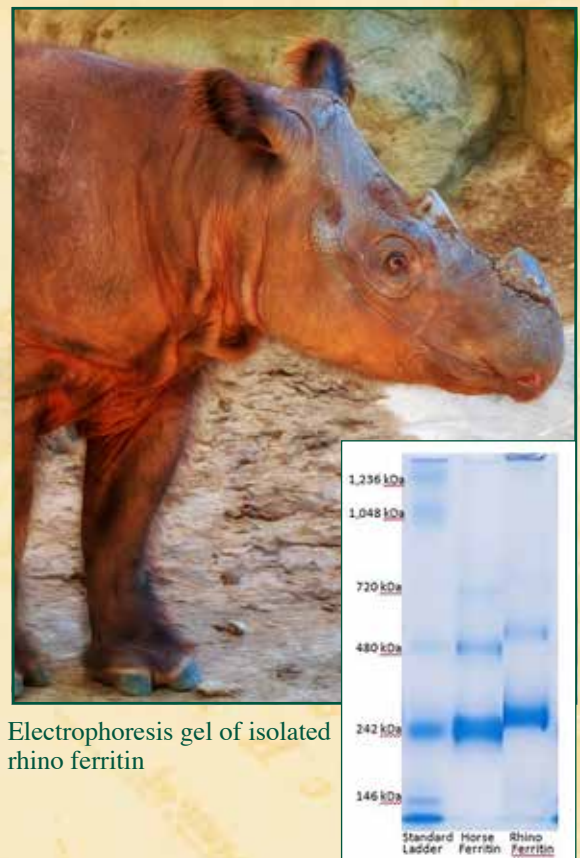 1,236 kDa
1,048 kDa
720 kDa
480 kDa
242 kDa
146 kDa
Standard Horse Rhino
Ladder Ferritin Ferritin
Electrophoresis gel of isolated
rhino ferritin